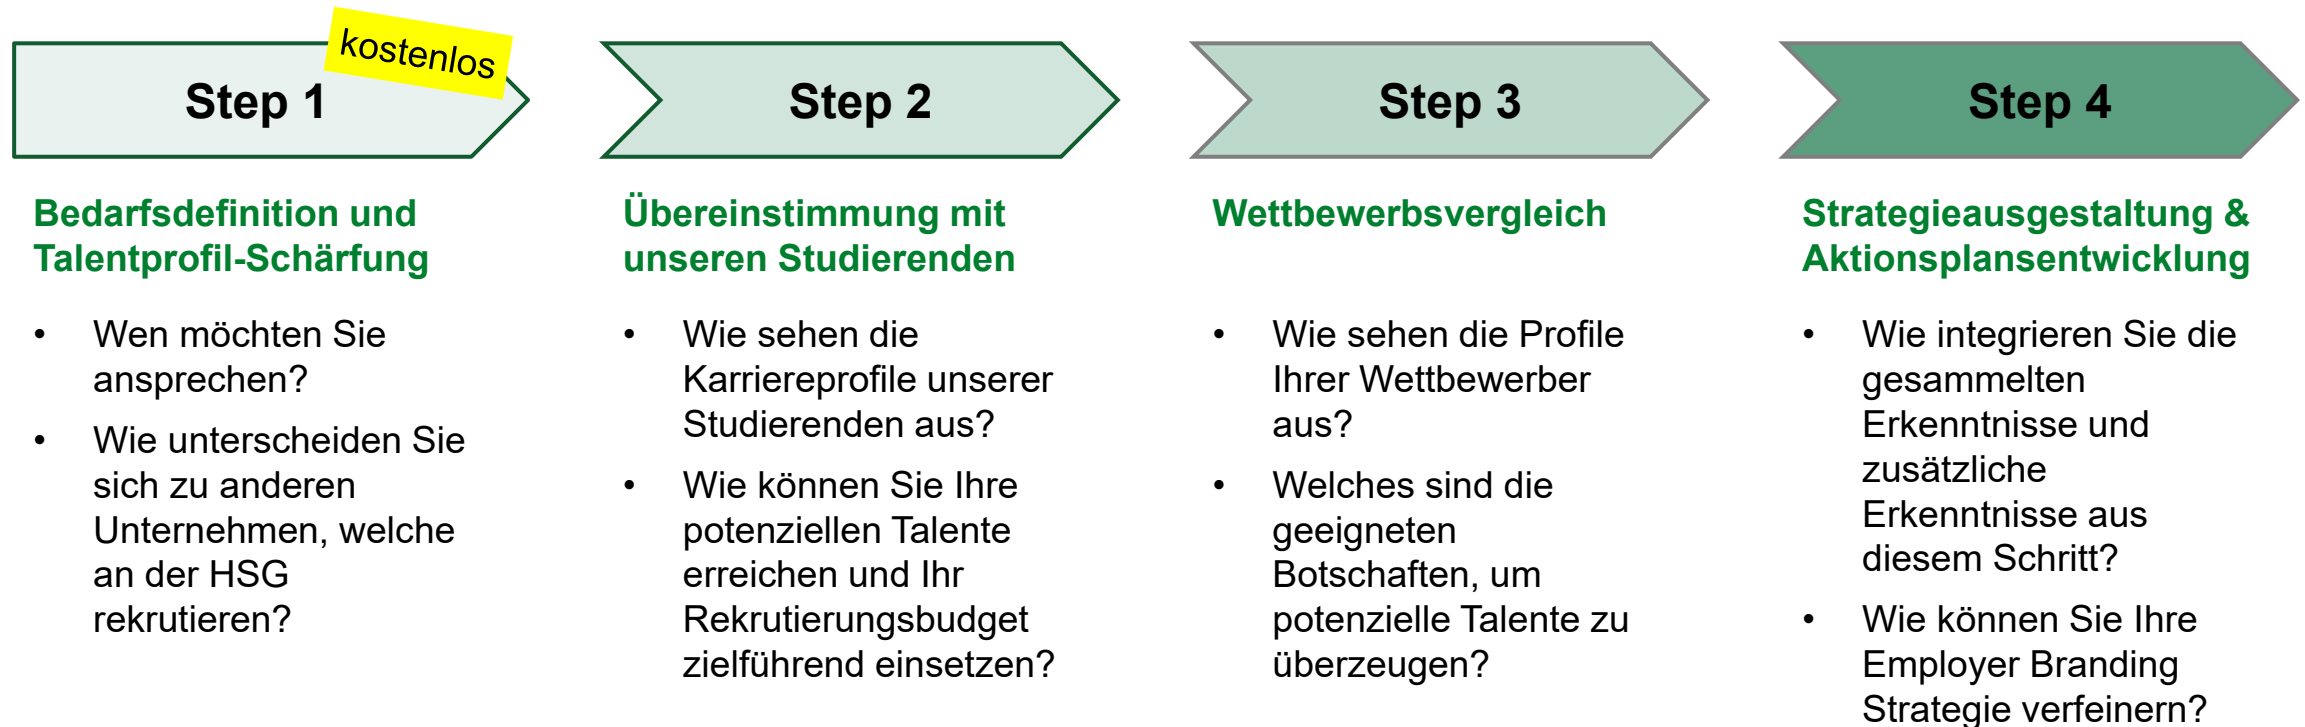 kostenlos
Step 1
Bedarfsdefinition und
Talentprofil-Schärfung
• Wen möchten Sie
ansprechen?
• Wie unterscheiden Sie
sich zu anderen
Unternehmen, welche
an der HSG
rekrutieren?
Step 2
Übereinstimmung mit
unseren Studierenden
• Wie sehen die
Karriereprofile unserer
Studierenden aus?
• Wie können Sie Ihre
potenziellen Talente
erreichen und Ihr
Rekrutierungsbudget
zielführend einsetzen?
Step 3
Wettbewerbsvergleich
• Wie sehen die Profile
Ihrer Wettbewerber
aus?
• Welches sind die
geeigneten
Botschaften, um
potenzielle Talente zu
überzeugen?
Step 4
Strategieausgestaltung &
Aktionsplansentwicklung
• Wie integrieren Sie die
gesammelten
Erkenntnisse und
zusätzliche
Erkenntnisse aus
diesem Schritt?
• Wie können Sie Ihre
Employer Branding
Strategie verfeinern?